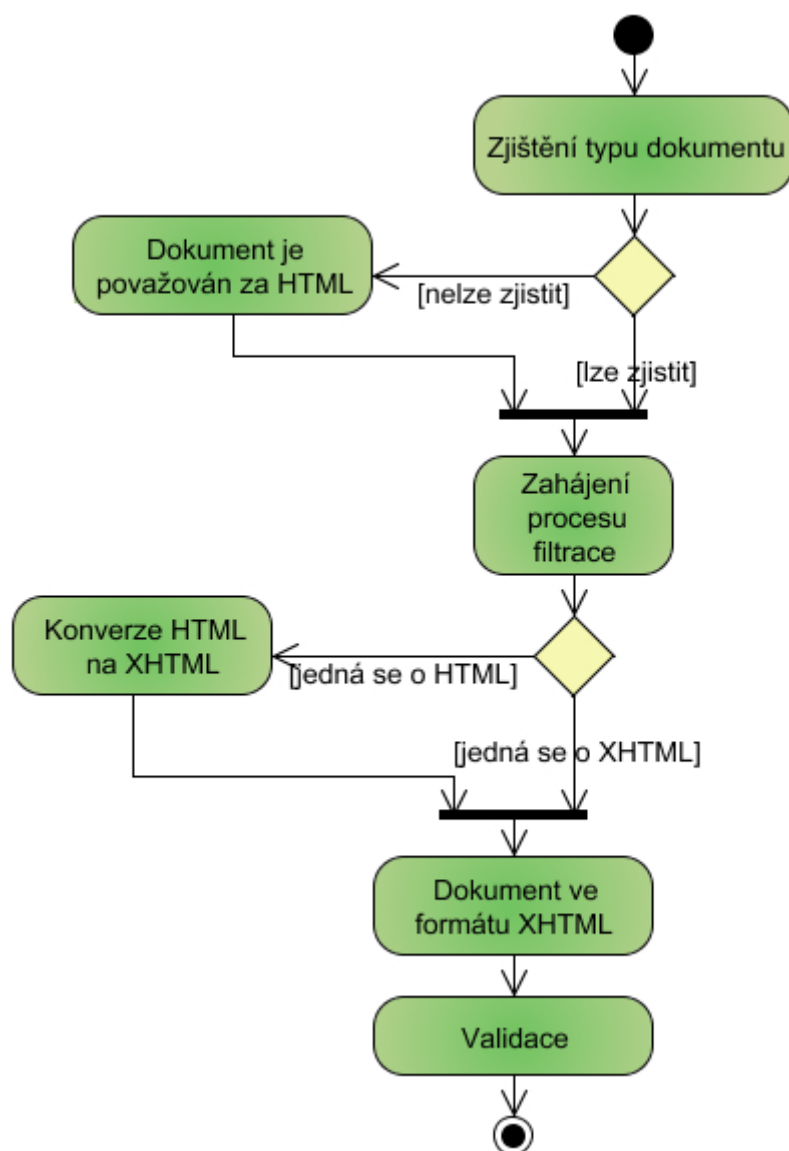 Zjištění typu dokumentu
Dokument je
považován za HTML
[nelze zjistit]
[lze zjistit]
Zahájení
procesu
filtrace
Konverze HTML
na XHTML
[jedná se o HTML]
[jedná se o XHTML]
Dokument ve
formátu XHTML
Validace